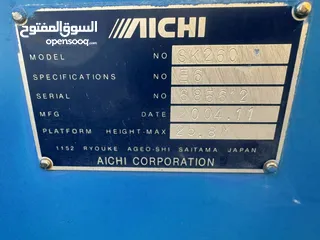 السوق المفتوح
opensooq.com
AICHI
MODEL NO SK260
SPECIFICATIONS NO
SERIAL NO
MFG DATE
PLATFORM HEIGHT-MAX
1152 RYOUKE AGEO-SHI SAITAMA JAPAN
AICHI CORPORATION